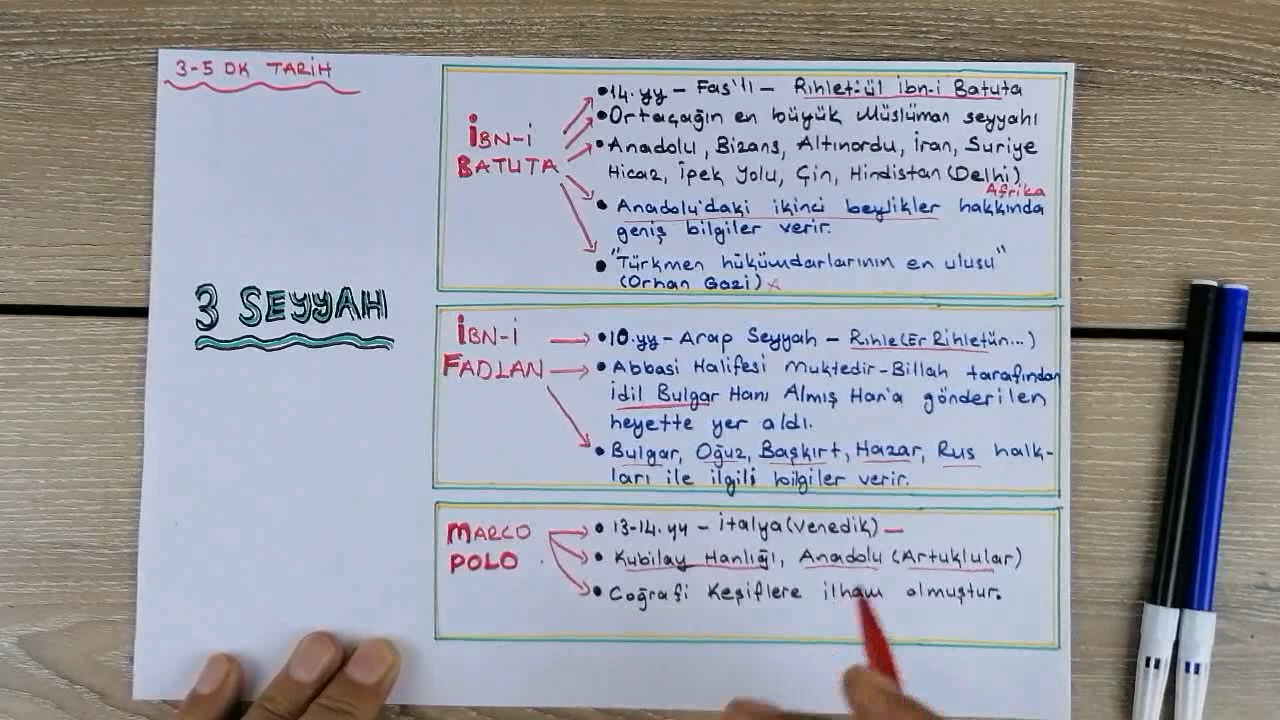 3-5 DK TARİH
3 SEYYAH
İBN-İ
BATUTA
•14.yy - Fas'lı - Rıhlet-ül İbn-i Batuta
•Ortaçağın en büyük Müslüman seyyahı
•Anadolu, Bizans, Altınordu, İran, Suriye
Hicaz, İpek Yolu, Çin, Hindistan (Delhi)
Afrika
• Anadolu'daki ikinci beylikler hakkında
geniş bilgiler verir.
• "Türkmen hükümdarlarının en ulusu"
(Orhan Gazi)
İBN-İ
FADLAN
•10.yy-Arap Seyyah - Rıhle(Er Rihletün...)
•Abbasi Halifesi Muktedir-Billah tarafından
İdil Bulgar Hanı Almış Han'a gönderilen
heyette yer aldı.
•Bulgar, Oğuz, Başkırt, Hazar, Rus halk-
ları ile ilgili bilgiler verir.
MARCO
POLO
• 13-14.yy - İtalya(Venedik) -
• Kubilay Hanlığı, Anadolu (Artuklular)
• Coğrafi Keşiflere ilham olmuştur.